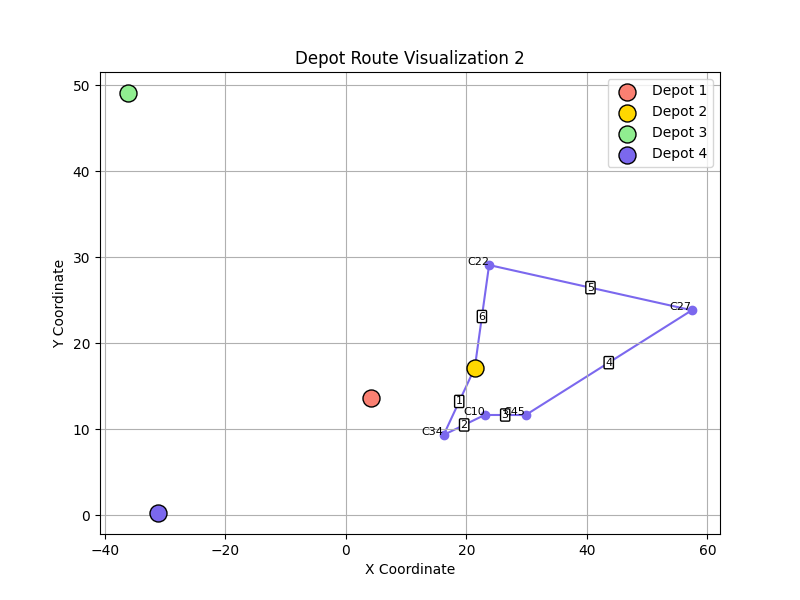 Depot Route Visualization 2
Depot 1
Depot 2
Depot 3
Depot 4
Y Coordinate
50
40
30
20
10
0
C22
5
C27
6
4
1
C10
3
C45
2
C34
−40
−20
0
20
40
60
X Coordinate